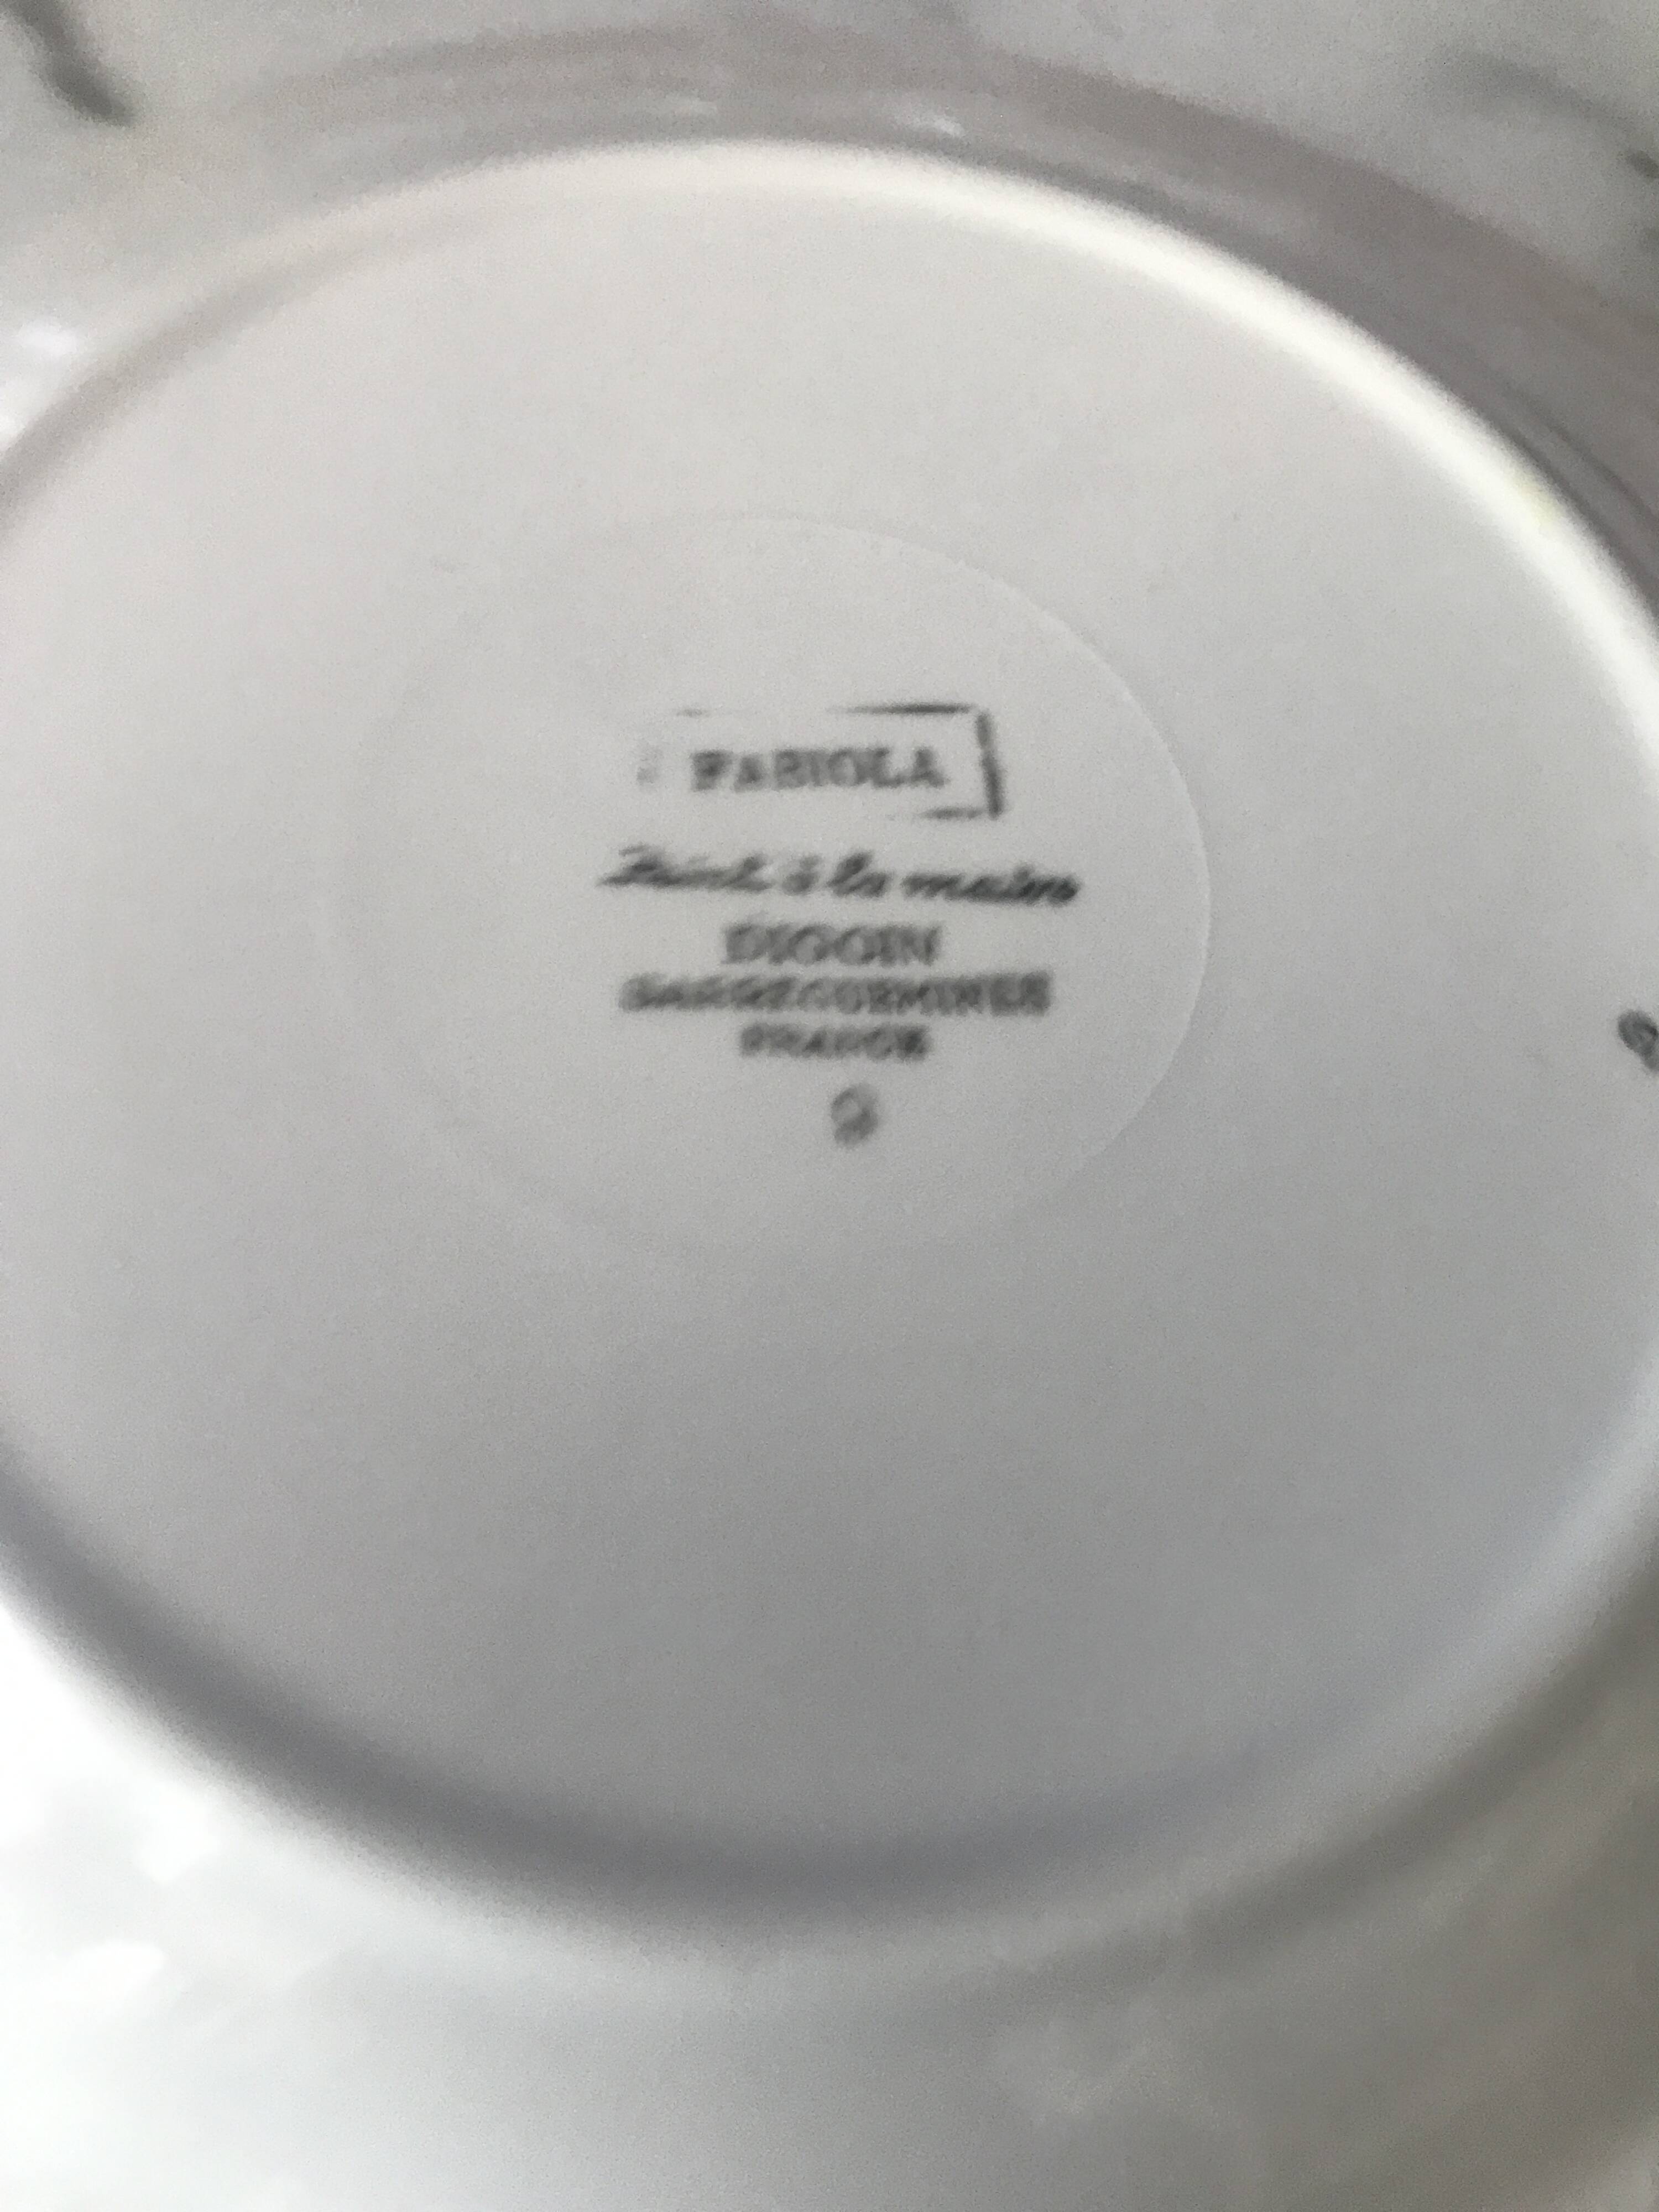 FABIOLA
Peint à la main
DIGOIN
SARREGUEMINES
FRANCE